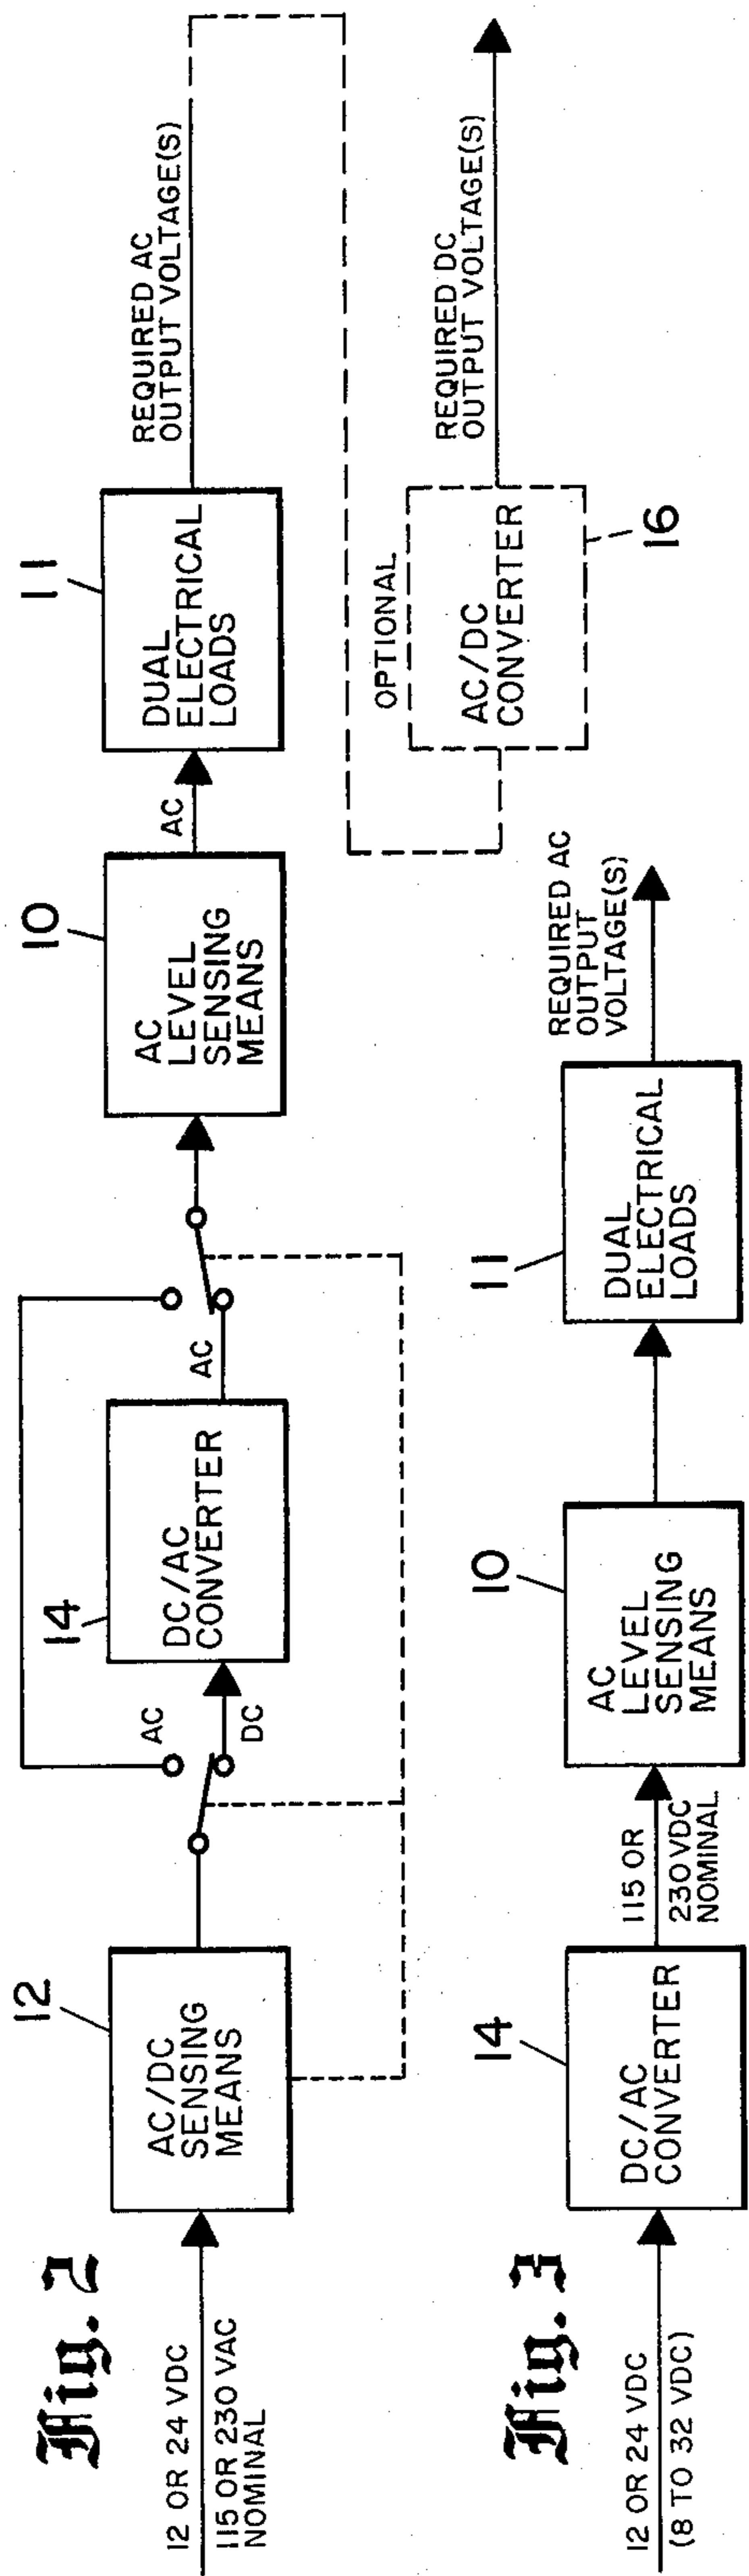 Fig. 2
12 OR 24 VDC
115 OR 230 VAC
NOMINAL
12
AC/DC
SENSING
MEANS
AC
DC
14
DC/AC
CONVERTER
AC
10
AC
LEVEL
SENSING
MEANS
AC
11
DUAL
ELECTRICAL
LOADS
REQUIRED AC
OUTPUT VOLTAGE(S)
OPTIONAL
AC/DC
CONVERTER
16
REQUIRED DC
OUTPUT VOLTAGE(S)
Fig. 3
12 OR 24 VDC
(8 TO 32 VDC)
14
DC/AC
CONVERTER
115 OR
230 VDC
NOMINAL
10
AC
LEVEL
SENSING
MEANS
11
DUAL
ELECTRICAL
LOADS
REQUIRED AC
OUTPUT
VOLTAGE(S)